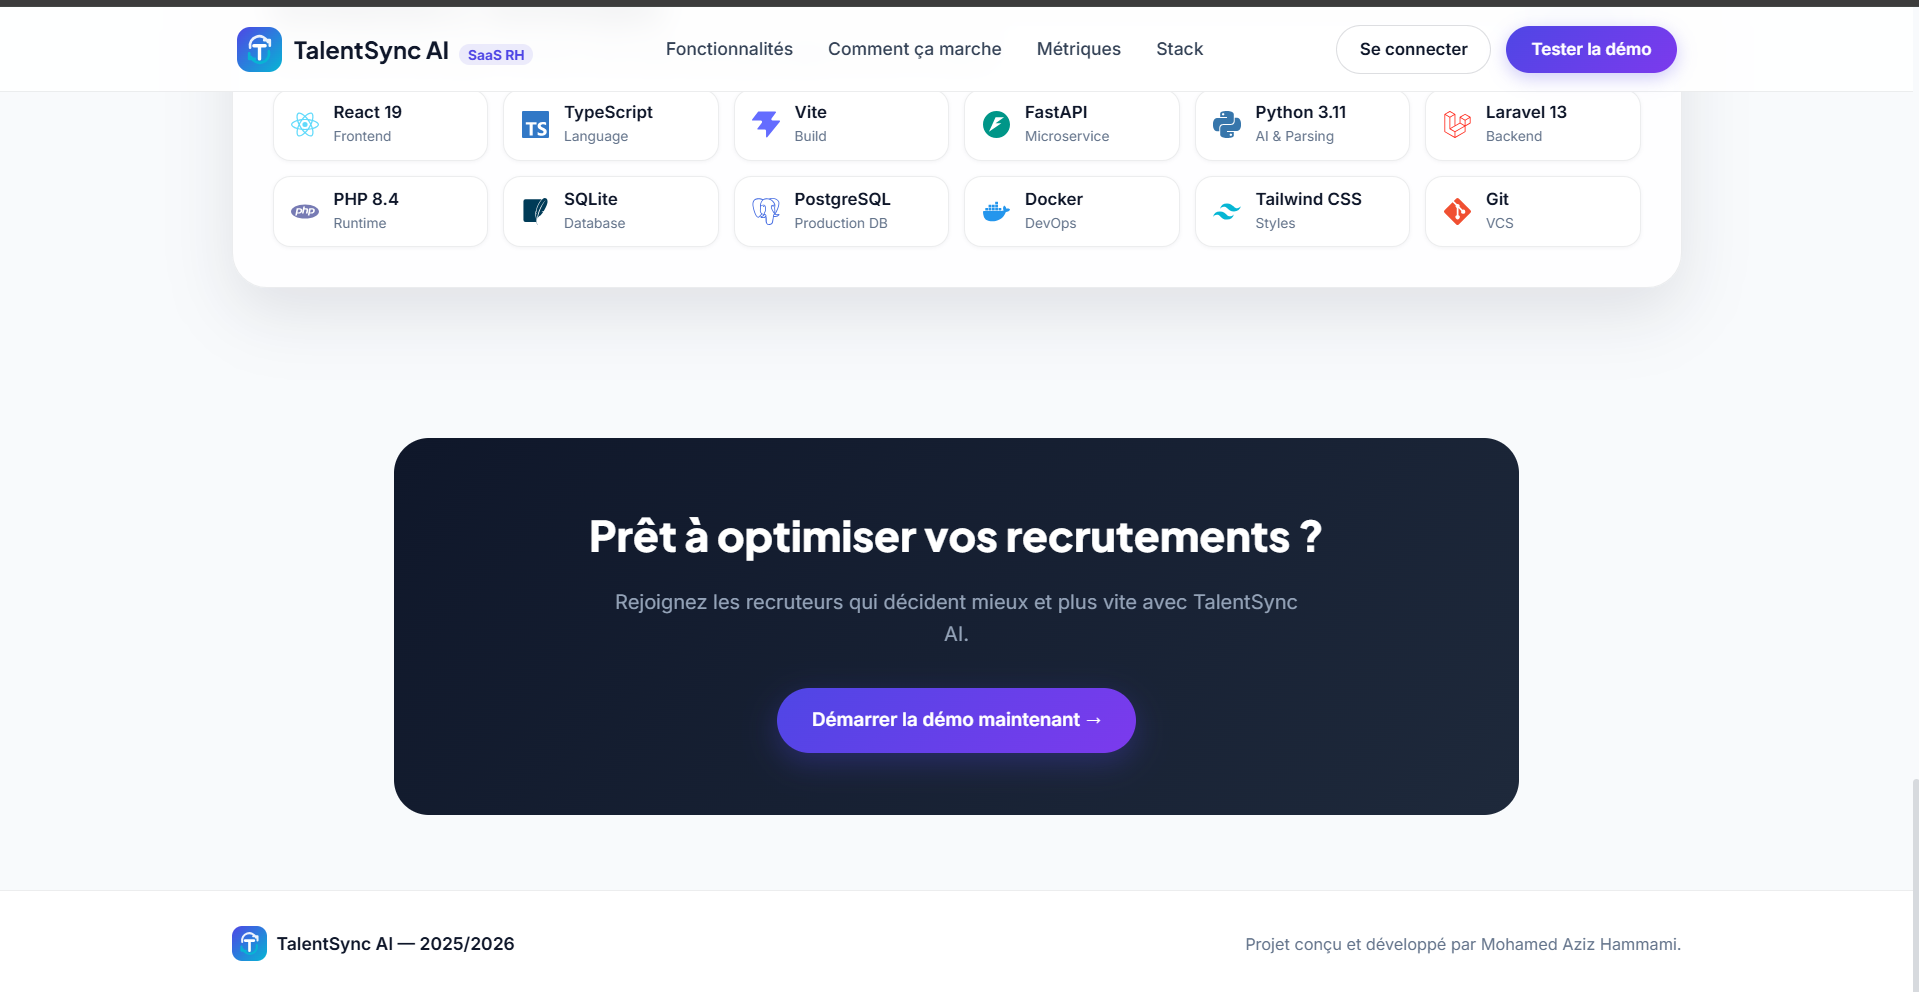 TalentSync AI SaaS RH
Fonctionnalités Comment ça marche Métriques Stack
Se connecter Tester la démo
React 19
Frontend
TS
TypeScript
Language
Vite
Build
FastAPI
Microservice
Python 3.11
AI & Parsing
Laravel 13
Backend
php
PHP 8.4
Runtime
SQLite
Database
PostgreSQL
Production DB
Docker
DevOps
Tailwind CSS
Styles
Git
VCS
Prêt à optimiser vos recrutements ?
Rejoignez les recruteurs qui décident mieux et plus vite avec TalentSync
AI.
Démarrer la démo maintenant →
TalentSync AI — 2025/2026
Projet conçu et développé par Mohamed Aziz Hammami.